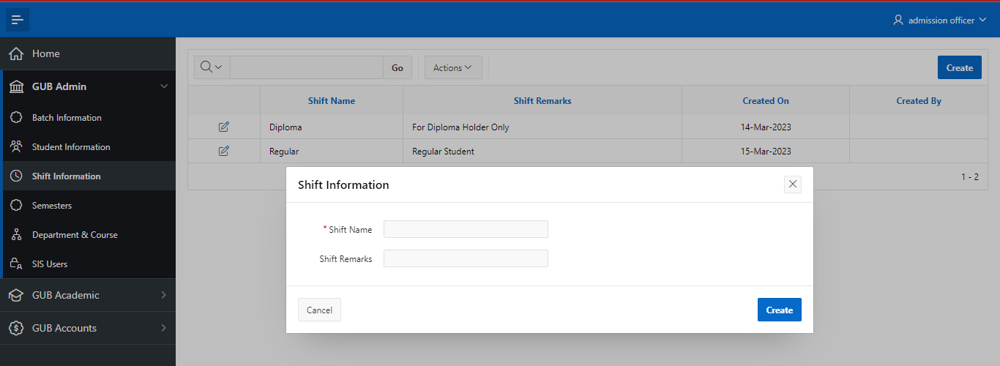 admission officer
Home
GUB Admin
Batch Information
Student Information
Shift Information
Semesters
Department & Course
SIS Users
GUB Academic
GUB Accounts
Go Actions Create
Shift Name Shift Remarks Created On Created By
Diploma For Diploma Holder Only 14-Mar-2023
Regular Regular Student 15-Mar-2023
1 - 2
Shift Information
* Shift Name
Shift Remarks
Cancel Create